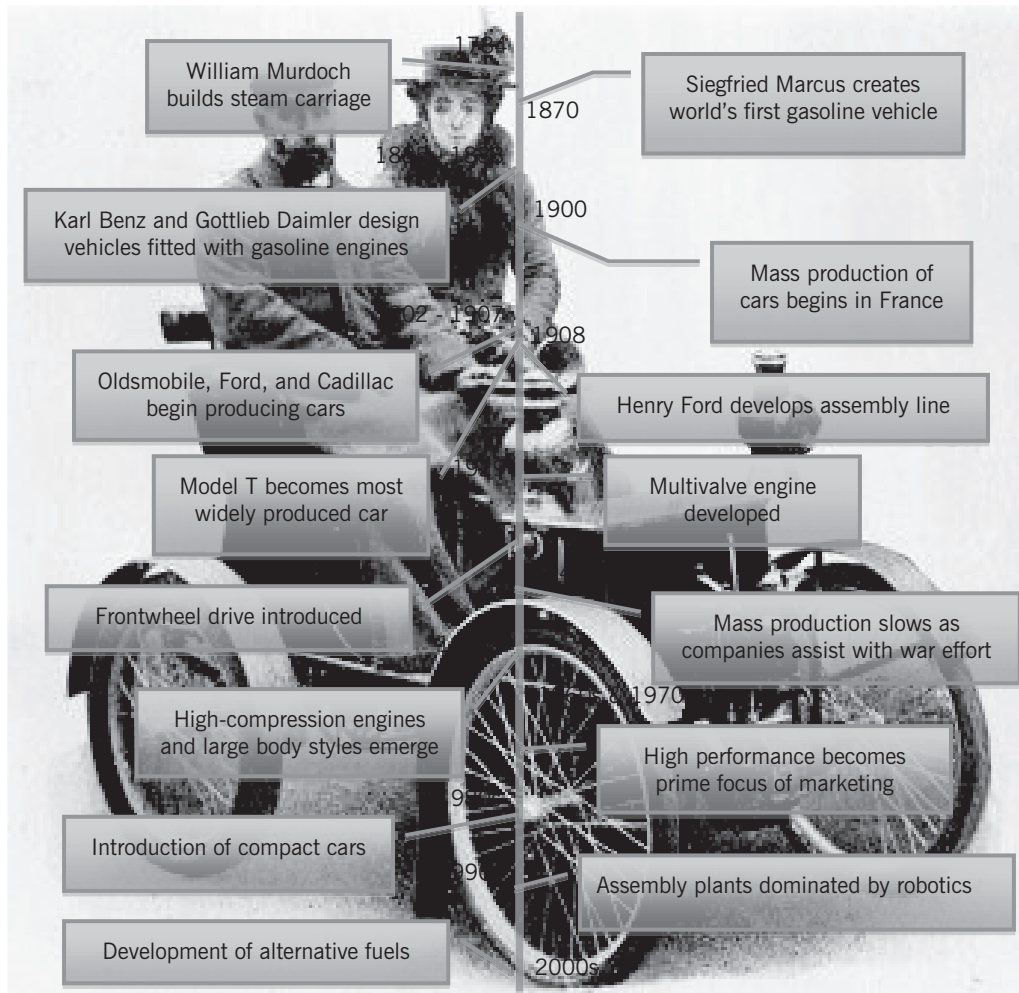 1784
William Murdoch
builds steam carriage
Siegfried Marcus creates
world's first gasoline vehicle
1870
Karl Benz and Gottlieb Daimler design
vehicles fitted with gasoline engines
1900
Mass production of
cars begins in France
1907
1908
Oldsmobile, Ford, and Cadillac
begin producing cars
Henry Ford develops assembly line
Model T becomes most
widely produced car
Multivalve engine
developed
Frontwheel drive introduced
Mass production slows as
companies assist with war effort
1970
High-compression engines
and large body styles emerge
High performance becomes
prime focus of marketing
Introduction of compact cars
Assembly plants dominated by robotics
Development of alternative fuels
2000s